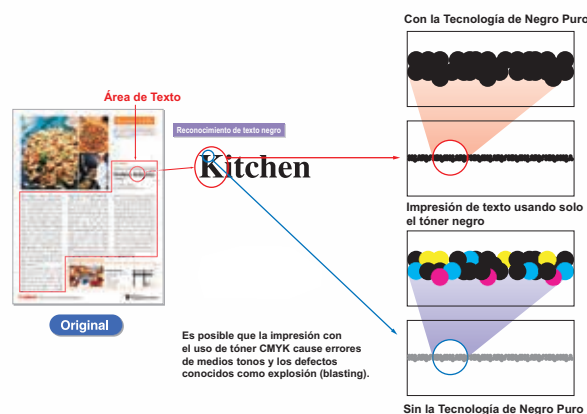 Con la Tecnología de Negro Puro
Área de Texto
Reconocimiento de texto negro
Kitchen
Impresión de texto usando solo
el tóner negro
Original
Es posible que la impresión con
el uso de tóner CMYK cause errores
de medios tonos y los defectos
conocidos como explosión (blasting).
Sin la Tecnología de Negro Puro